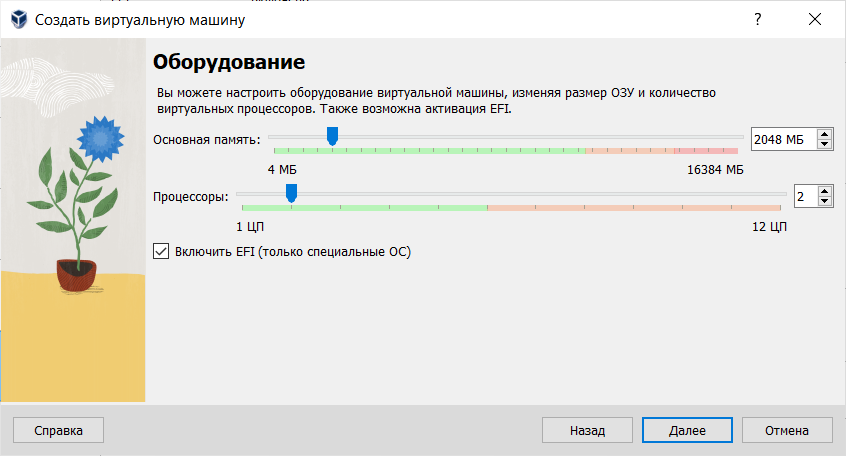 Создать виртуальную машину
?
Оборудование
Вы можете настроить оборудование виртуальной машины, изменяя размер ОЗУ и количество
виртуальных процессоров. Также возможна активация EFI.
Основная память:
2048 МБ
4 МБ
16384 МБ
Процессоры:
2
1 ЦП
12 ЦП
Включить EFI (только специальные ОС)
Справка
Назад
Далее
Отмена